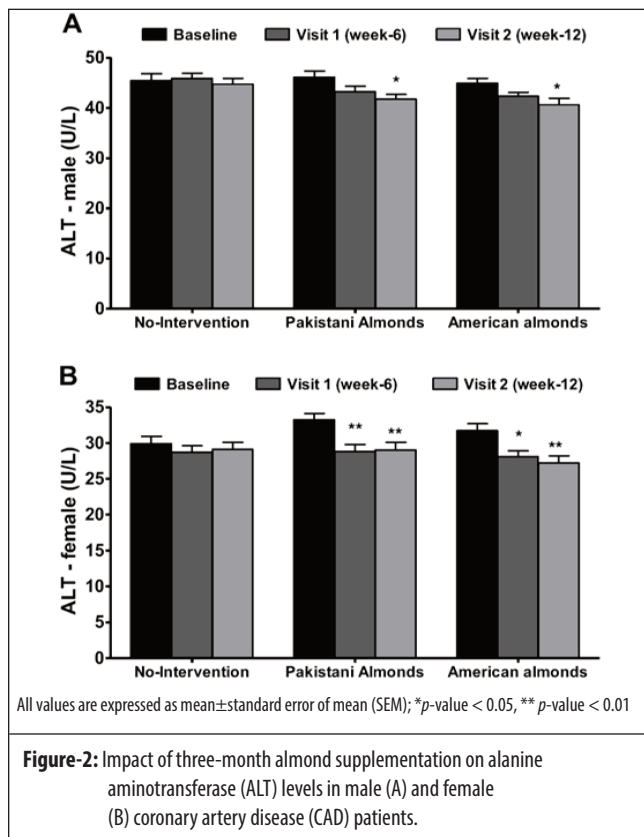 A
Baseline Visit 1 (week-6) Visit 2 (week-12)
ALT - male (U/L)
50
40
30
20
10
0
* *
No-Intervention Pakistani Almonds American almonds
B
Baseline Visit 1 (week-6) Visit 2 (week-12)
ALT - female (U/L)
35
30
25
20
15
10
5
0
** ** * **
No-Intervention Pakistani Almonds American almonds
All values are expressed as mean±standard error of mean (SEM); *p-value < 0.05, ** p-value < 0.01
Figure-2: Impact of three-month almond supplementation on alanine
aminotransferase (ALT) levels in male (A) and female
(B) coronary artery disease (CAD) patients.